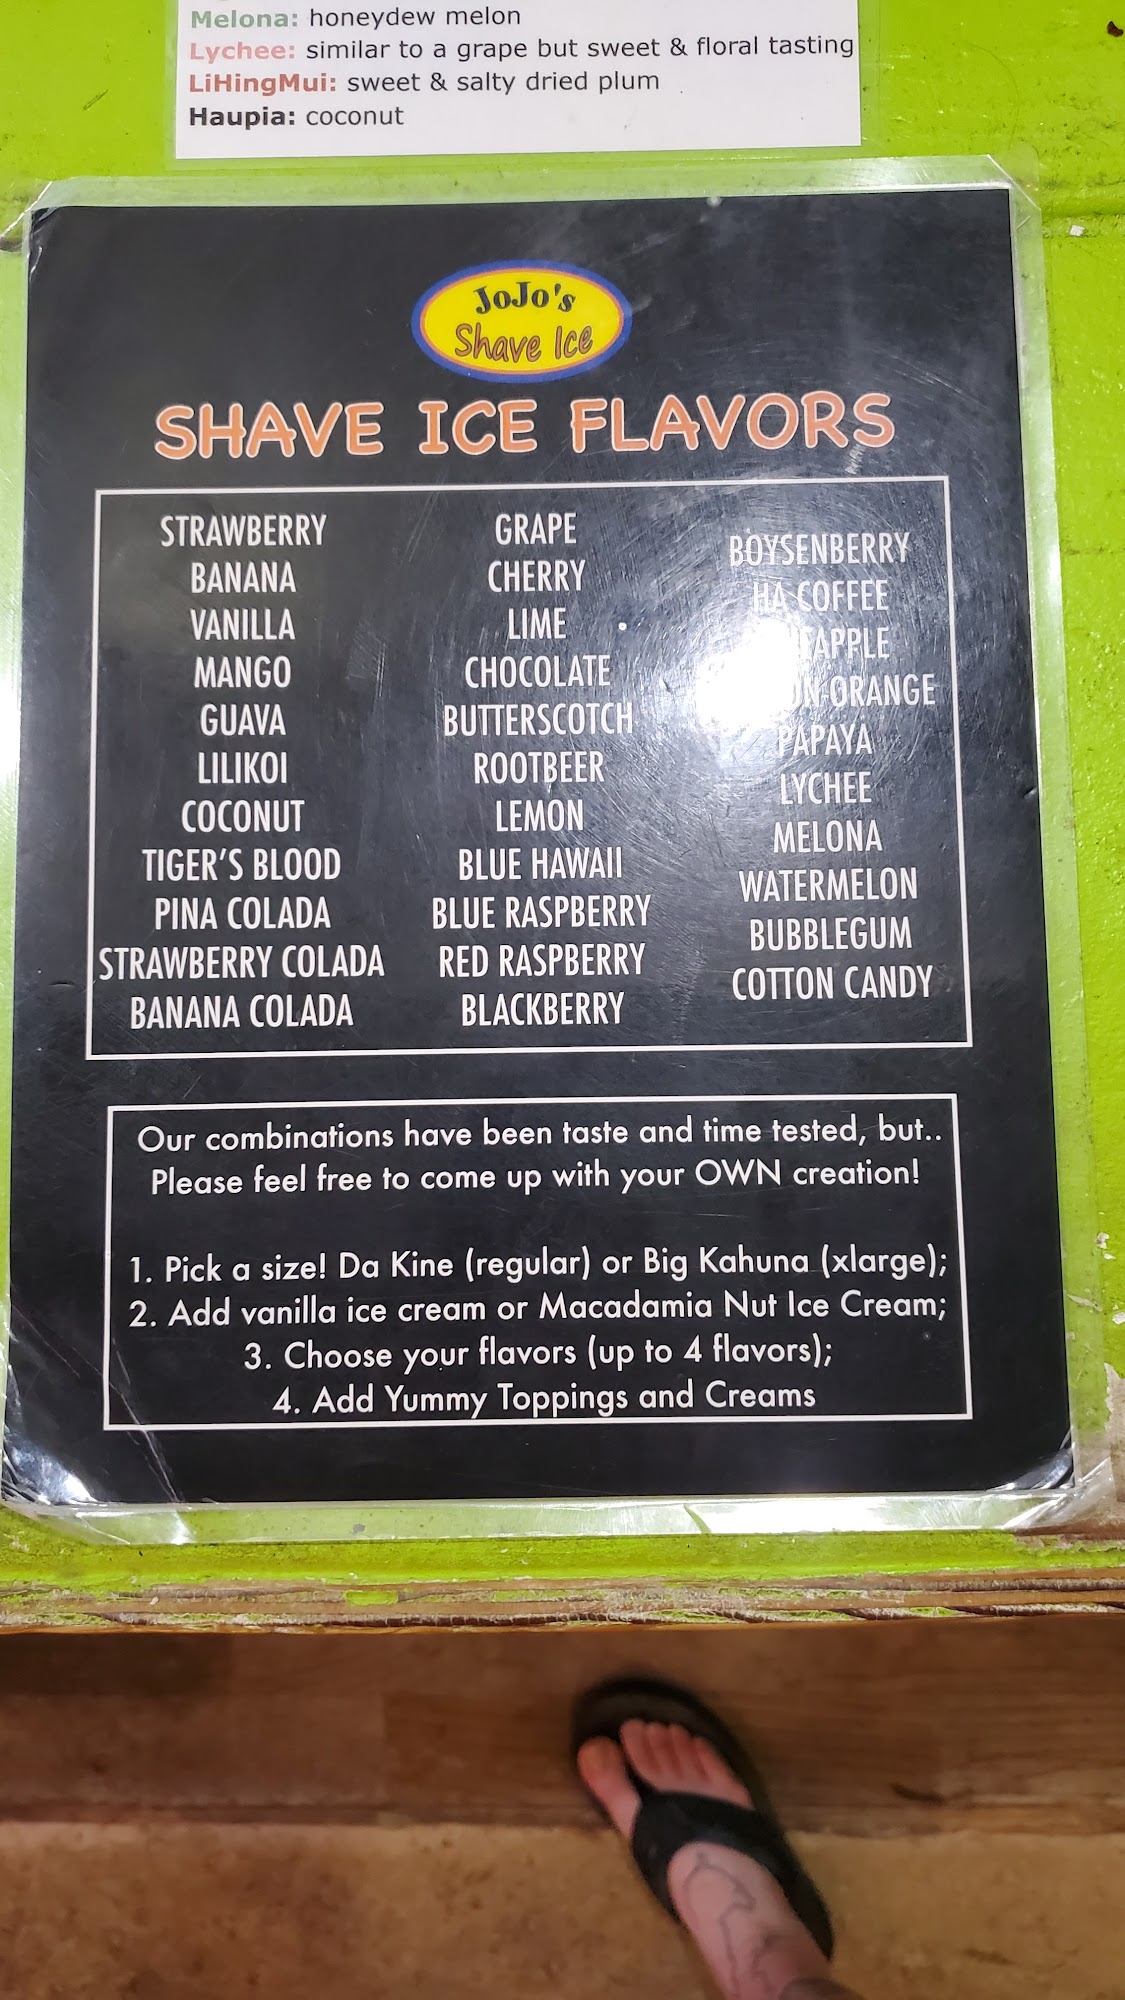 Melona: honeydew melon
Lychee: similar to a grape but sweet & floral tasting
LiHingMui: sweet & salty dried plum
Haupia: coconut
JoJo's
Shave Ice
SHAVE ICE FLAVORS
STRAWBERRY
BANANA
VANILLA
MANGO
GUAVA
LILIKOI
COCONUT
TIGER'S BLOOD
PINA COLADA
STRAWBERRY COLADA
BANANA COLADA
GRAPE
CHERRY
LIME
CHOCOLATE
BUTTERSCOTCH
ROOTBEER
LEMON
BLUE HAWAII
BLUE RASPBERRY
RED RASPBERRY
BLACKBERRY
BOYSENBERRY
COFFEE
ORANGE
PAPAYA
LYCHEE
MELONA
WATERMELON
BUBBLEGUM
COTTON CANDY
Our combinations have been taste and time tested, but..
Please feel free to come up with your OWN creation!
1. Pick a size! Da Kine (regular) or Big Kahuna (xlarge);
2. Add vanilla ice cream or Macadamia Nut Ice Cream;
3. Choose your flavors (up to 4 flavors);
4. Add Yummy Toppings and Creams